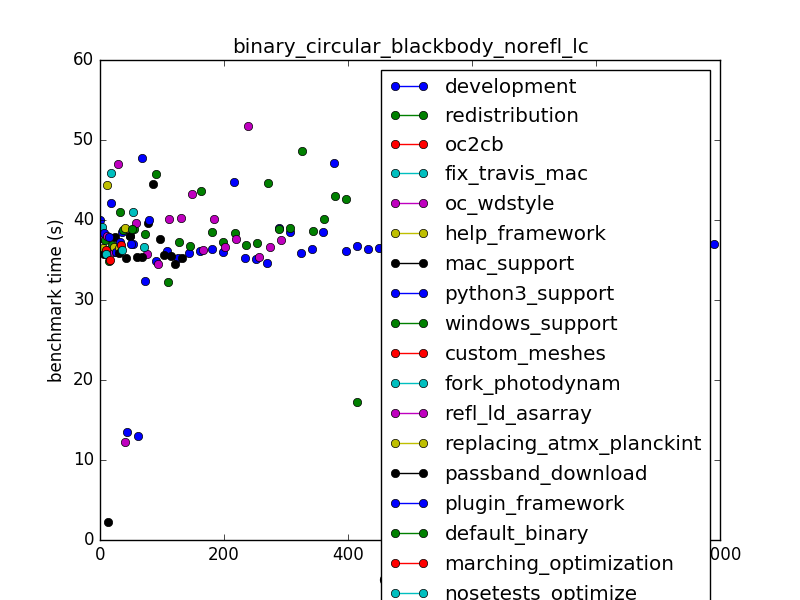 binary_circular_blackbody_norefl_lc
60
50
40
30
20
10
0
benchmark time (s)
0
200
400
000
development
redistribution
oc2cb
fix_travis_mac
oc_wdstyle
help_framework
mac_support
python3_support
windows_support
custom_meshes
fork_photodynam
refl_ld_asarray
replacing_atmx_planckint
passband_download
plugin_framework
default_binary
marching_optimization
nosetests_optimize